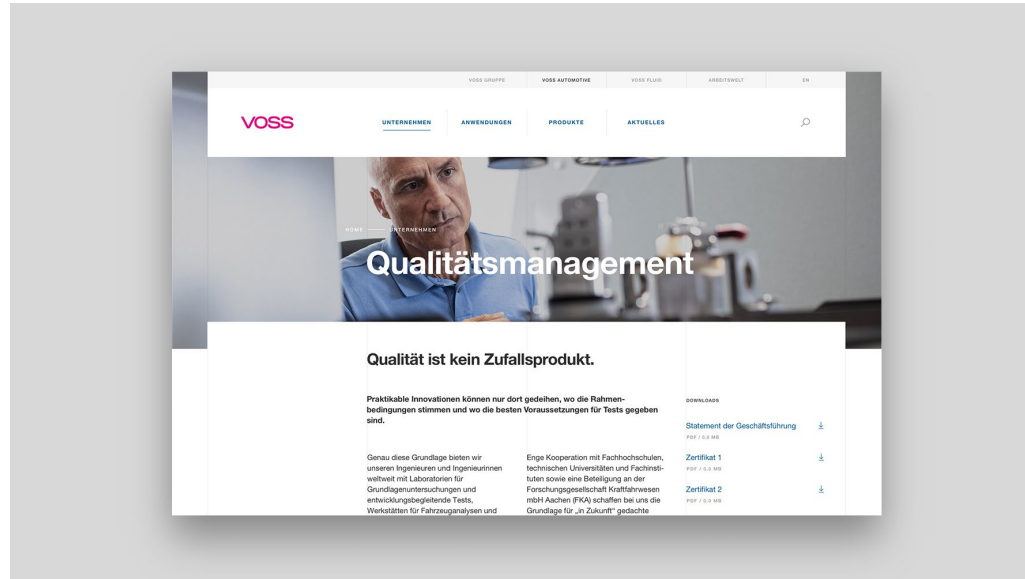 VOSS GRUPPE
VOSS AUTOMOTIVE
VOSS FLUID
ARBEITSWELT
EN
VOSS
UNTERNEHMEN
ANWENDUNGEN
PRODUKTE
AKTUELLES
HOME UNTERNEHMEN
Qualitätsmanagement
Qualität ist kein Zufallsprodukt.
Praktikable Innovationen können nur dort gedeihen, wo die Rahmen-
bedingungen stimmen und wo die besten Voraussetzungen für Tests gegeben
sind.
Genau diese Grundlage bieten wir
unseren Ingenieuren und Ingenieurinnen
weltweit mit Laboratorien für
Grundlagenuntersuchungen und
entwicklungsbegleitende Tests,
Werkstätten für Fahrzeuganalysen und
Enge Kooperation mit Fachhochschulen,
technischen Universitäten und Fachinsti-
tuten sowie eine Beteiligung an der
Forschungsgesellschaft Kraftfahrwesen
mbH Aachen (FKA) schaffen bei uns die
Grundlage für „in Zukunft“ gedachte
DOWNLOADS
Statement der Geschäftsführung
PDF / 5,0 MB
Zertifikat 1
PDF / 5,0 MB
Zertifikat 2
PDF / 5,0 MB